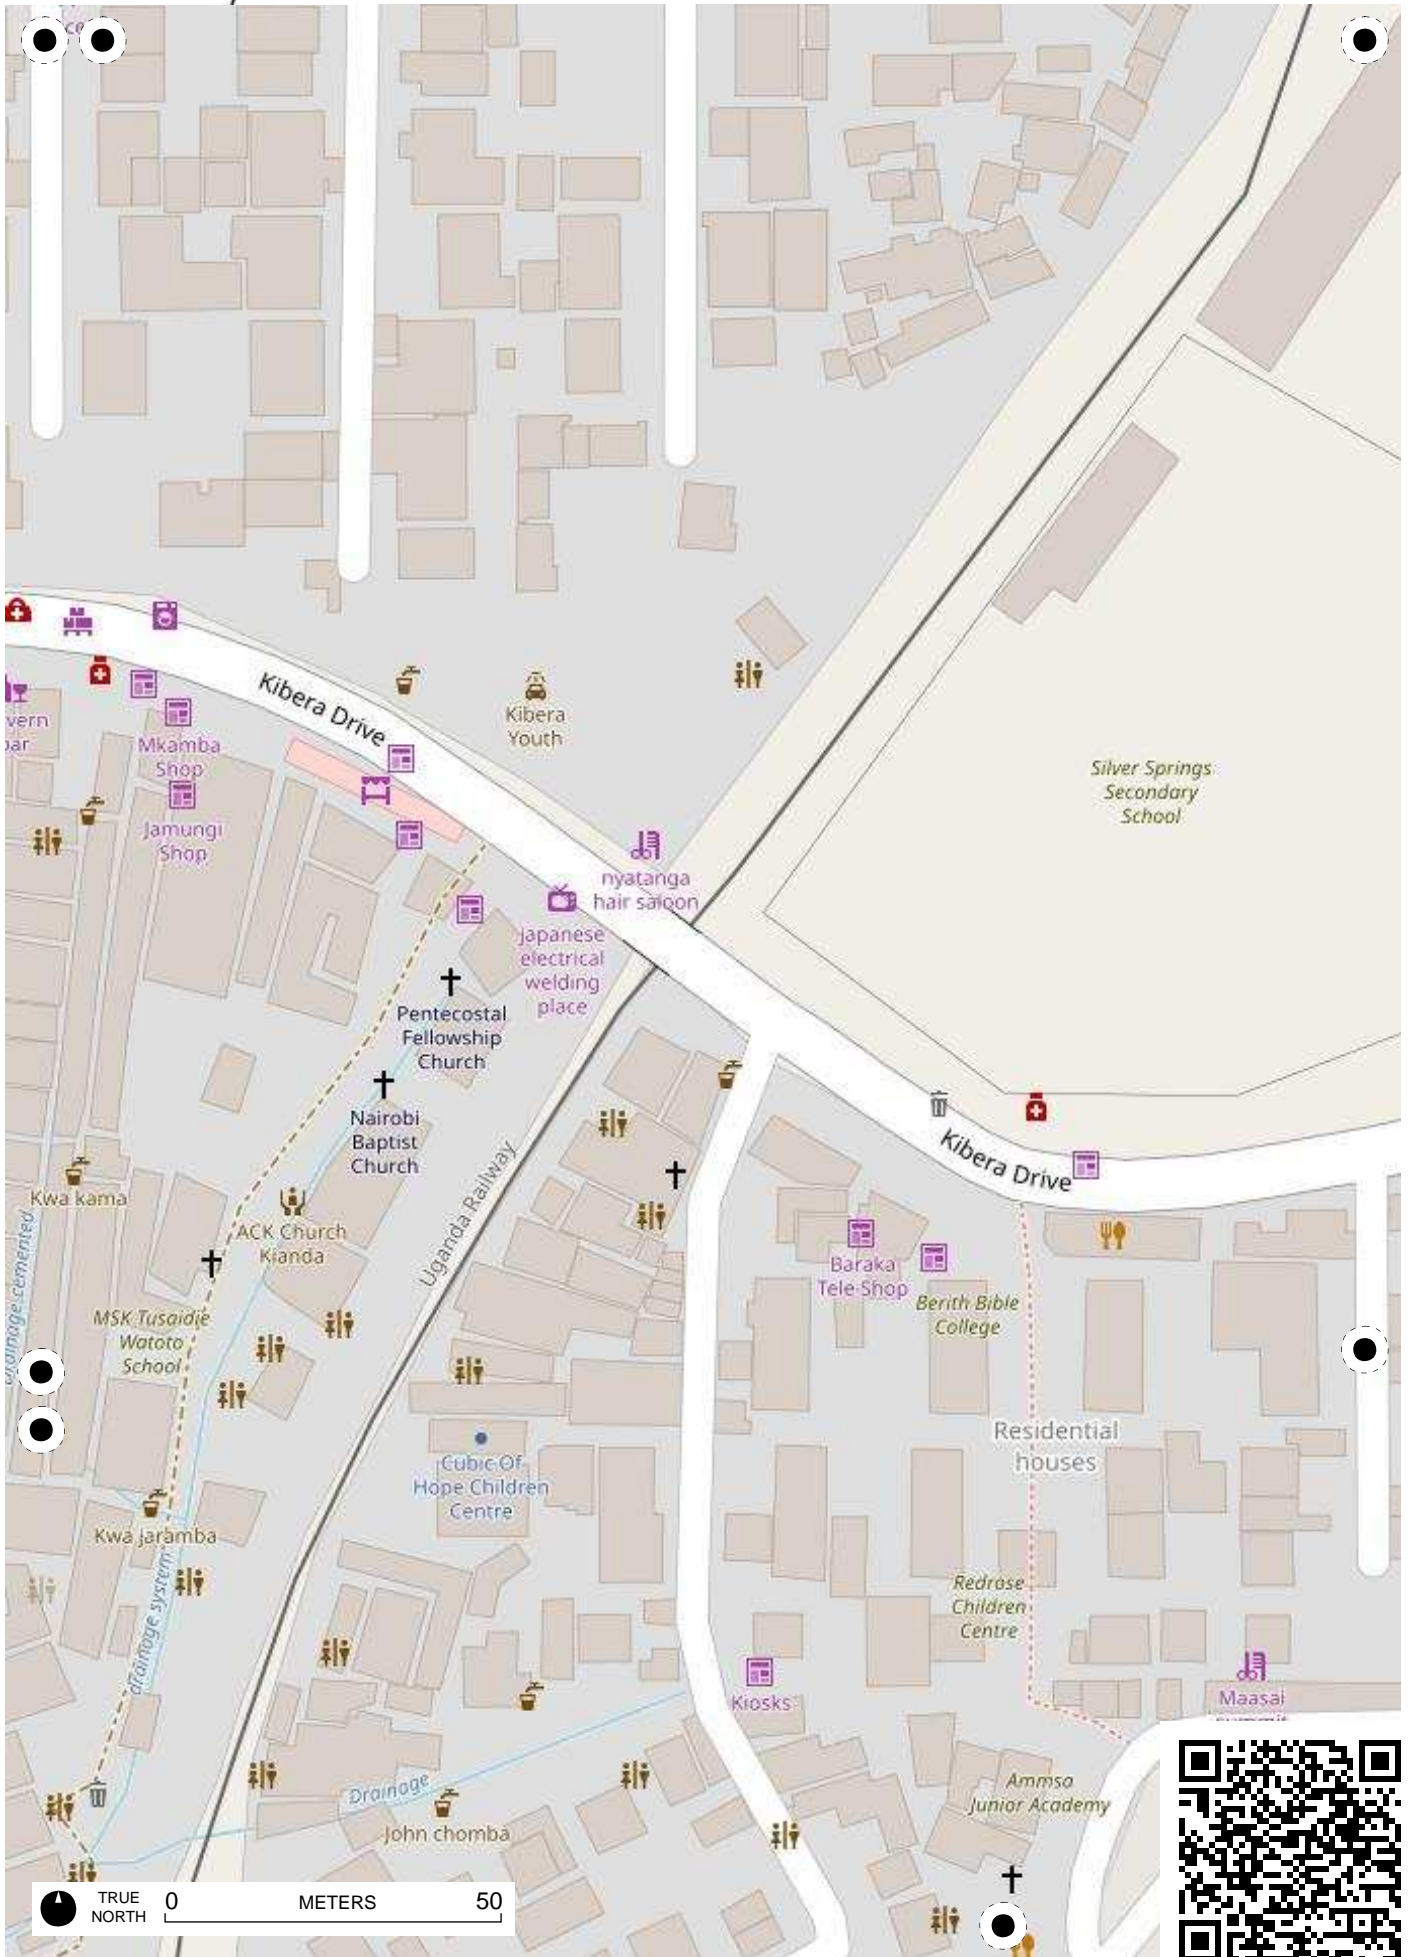 Kibera Drive
Kibera
Youth
Mkamba
Shop
Jamungi
Shop
Silver Springs
Secondary
School
nyatanga
hair saloon
japanese
electrical
welding
place
Pentecostal
Fellowship
Church
Nairobi
Baptist
Church
Kibera Drive
Kwa kama
ACK Church
Kianda
Uganda Railway
Drainage cemented
MSK Tusaidie
Watoto
School
Baraka
Tele Shop
Berith Bible
College
Residential
houses
Cubic Of
Hope Children
Centre
Kwa jaramba
drainage system
Redrose
Children
Centre
Kiosks
Maasai
Drainage
John chomba
Ammsa
Junior Academy
TRUE
NORTH
0 METERS 50